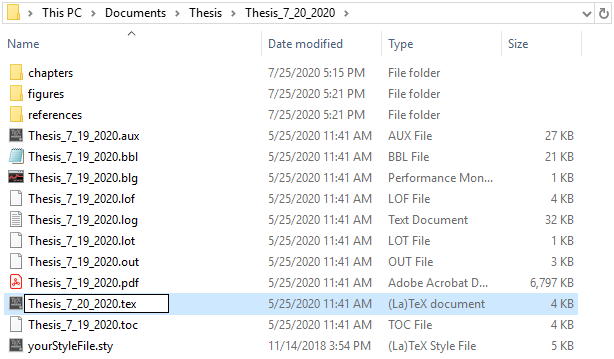 This PC > Documents > Thesis > Thesis_7_20_2020 >
Name Date modified Type Size
chapters 7/25/2020 5:15 PM File folder
figures 7/25/2020 5:21 PM File folder
references 7/25/2020 5:21 PM File folder
Thesis_7_19_2020.aux 5/25/2020 11:41 AM AUX File 27 KB
Thesis_7_19_2020.bbl 5/25/2020 11:41 AM BBL File 21 KB
Thesis_7_19_2020.blg 5/25/2020 11:41 AM Performance Mon... 1 KB
Thesis_7_19_2020.lof 5/25/2020 11:41 AM LOF File 4 KB
Thesis_7_19_2020.log 5/25/2020 11:41 AM Text Document 32 KB
Thesis_7_19_2020.lot 5/25/2020 11:41 AM LOT File 1 KB
Thesis_7_19_2020.out 5/25/2020 11:41 AM OUT File 3 KB
Thesis_7_19_2020.pdf 5/25/2020 11:41 AM Adobe Acrobat D... 6,797 KB
Thesis_7_20_2020.tex 5/25/2020 11:41 AM (La)TeX document 4 KB
Thesis_7_19_2020.toc 5/25/2020 11:41 AM TOC File 4 KB
yourStyleFile.sty 11/14/2018 3:54 PM (La)TeX Style File 5 KB